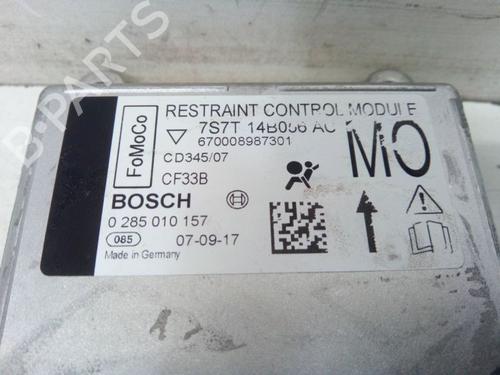 B-PARTS
RESTRAINT CONTROL MODULE
FoMoCo
7S7T 14B056 AC
670008987301
MO
CD345/07
CF33B
BOSCH
0 285 010 157
085 07-09-17
Made in Germany